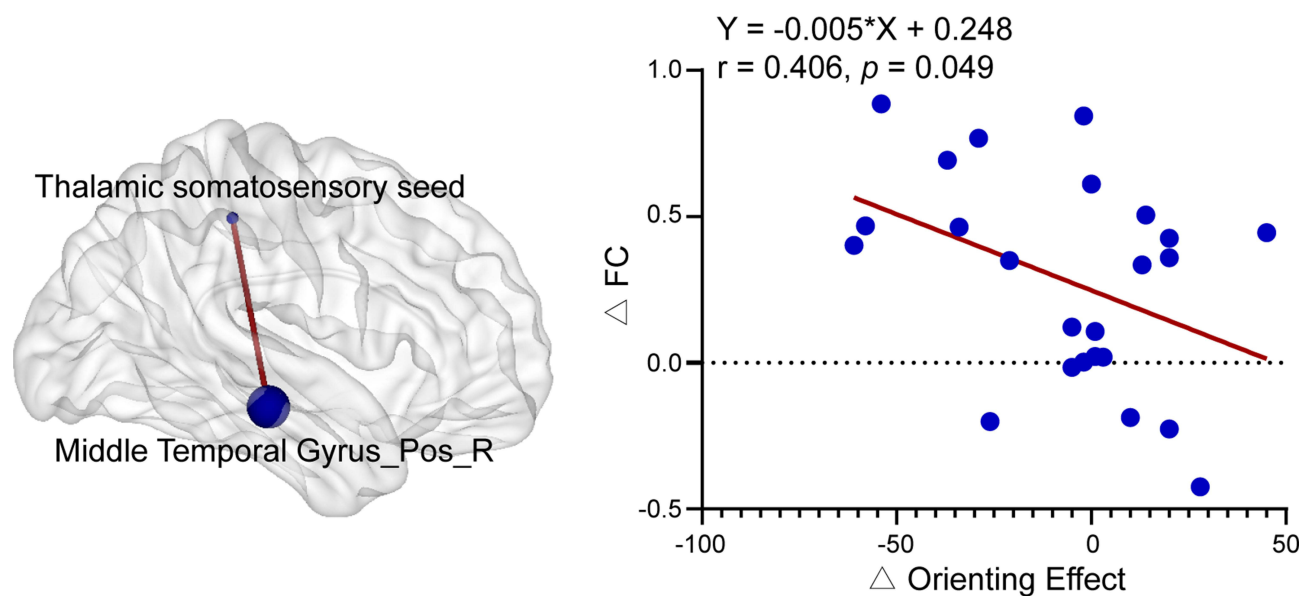 Thalamic somatosensory seed
Middle Temporal Gyrus_Pos_R
Y = -0.005*X + 0.248
r = 0.406, p = 0.049
1.0
0.5
0.0
-0.5
△ FC
-100
-50
0
50
△ Orienting Effect